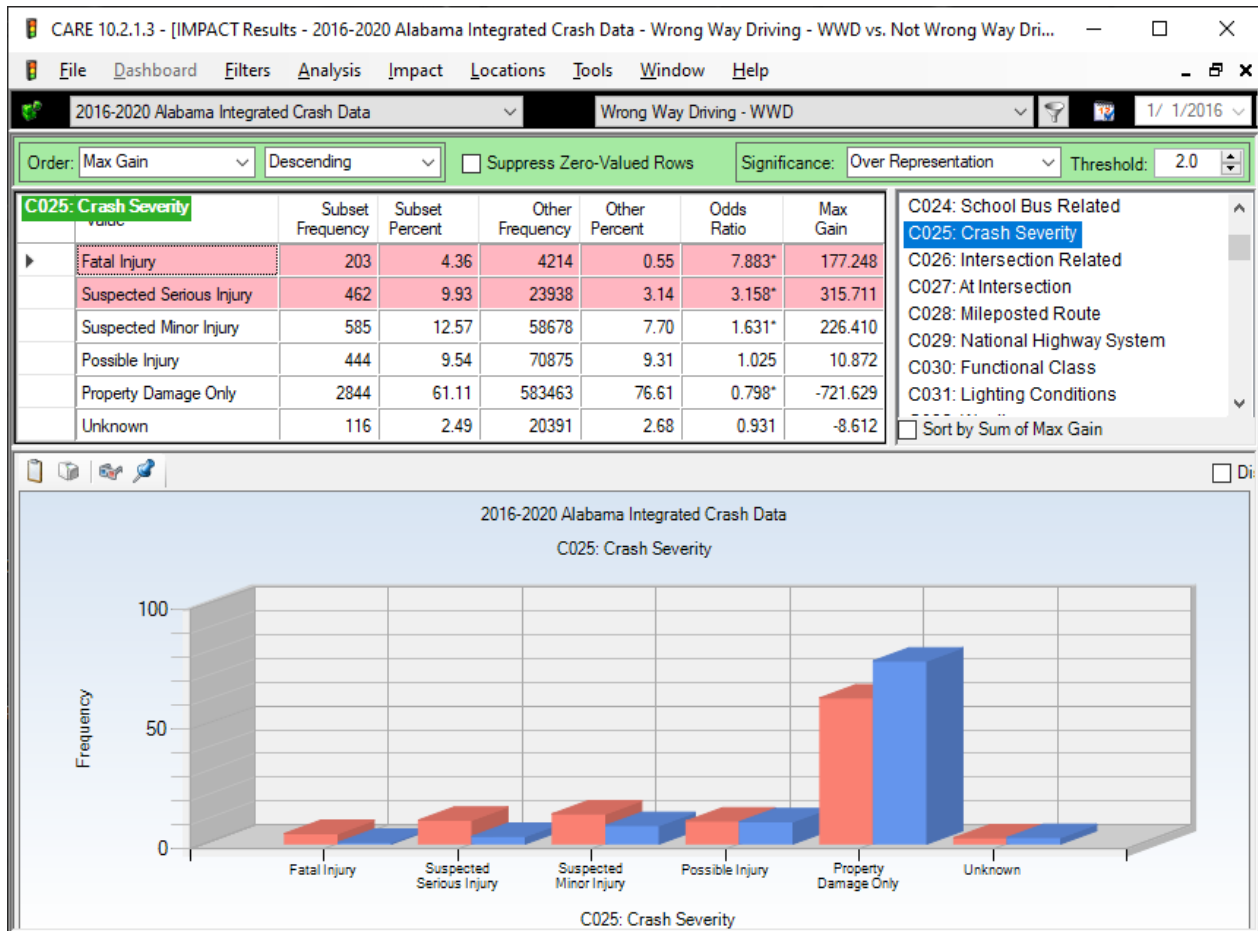 CARE 10.2.1.3 - [IMPACT Results - 2016-2020 Alabama Integrated Crash Data - Wrong Way Driving - WWD vs. Not Wrong Way Dri...
File Dashboard Filters Analysis Impact Locations Tools Window Help
2016-2020 Alabama Integrated Crash Data Wrong Way Driving - WWD 1/ 1/2016
Order: Max Gain Descending Suppress Zero-Valued Rows Significance: Over Representation Threshold: 2.0
C025: Crash Severity Subset Frequency Subset Percent Other Frequency Other Percent Odds Ratio Max Gain
Fatal Injury 203 4.36 4214 0.55 7.883* 177.248
Suspected Serious Injury 462 9.93 23938 3.14 3.158* 315.711
Suspected Minor Injury 585 12.57 58678 7.70 1.631* 226.410
Possible Injury 444 9.54 70875 9.31 1.025 10.872
Property Damage Only 2844 61.11 583463 76.61 0.798* -721.629
Unknown 116 2.49 20391 2.68 0.931 -8.612
C024: School Bus Related
C025: Crash Severity
C026: Intersection Related
C027: At Intersection
C028: Mileposted Route
C029: National Highway System
C030: Functional Class
C031: Lighting Conditions
Sort by Sum of Max Gain
Di
2016-2020 Alabama Integrated Crash Data
C025: Crash Severity
100
50
0
Frequency
Fatal Injury
Suspected
Serious Injury
Suspected
Minor Injury
Possible Injury
Property
Damage Only
Unknown
C025: Crash Severity